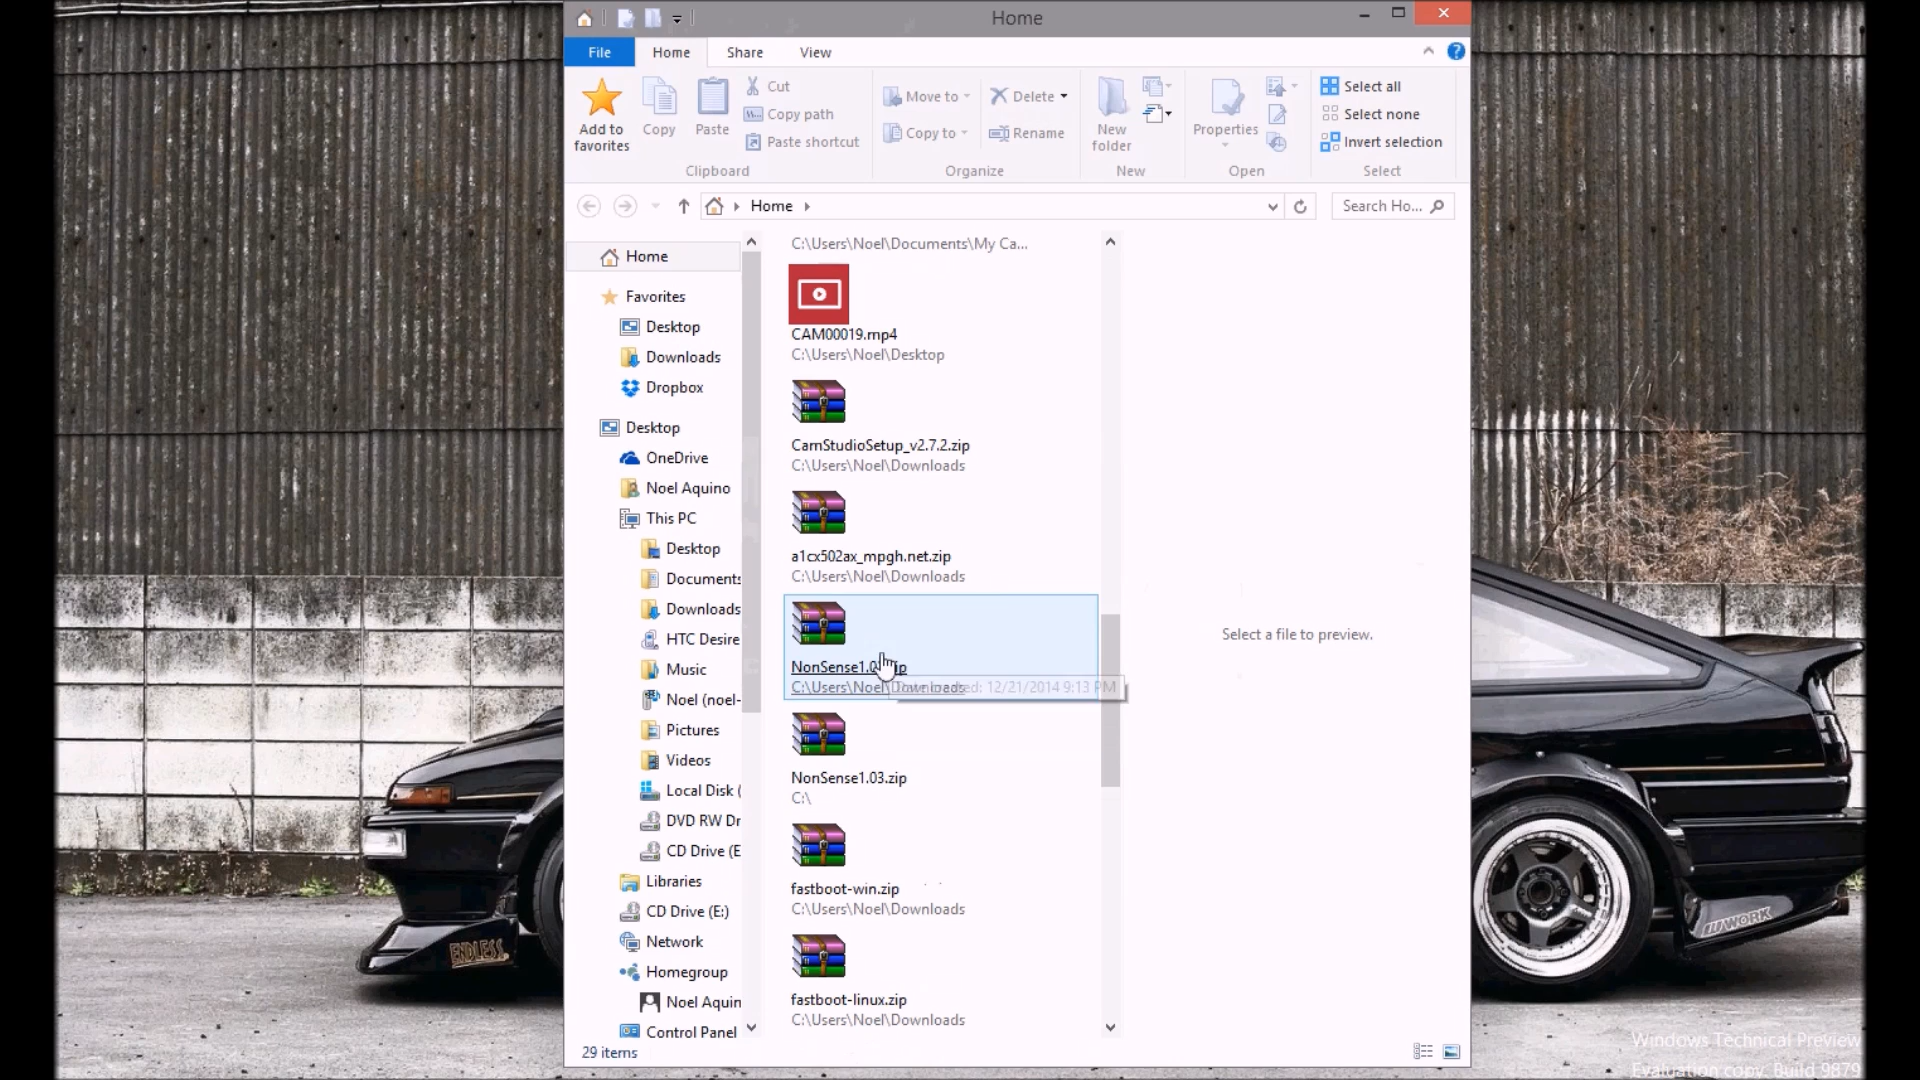 Home
File
Home
Share
View
Add to favorites
Copy
Paste
Cut
Copy path
Paste shortcut
Clipboard
Move to
Copy to
Delete
Rename
Organize
New folder
New
Properties
Open
Select all
Select none
Invert selection
Select
Home
Search Ho...
Home
Favorites
Desktop
Downloads
Dropbox
Desktop
OneDrive
Noel Aquino
This PC
Desktop
Documents
Downloads
HTC Desire
Music
Noel (noel-
Pictures
Videos
Local Disk (
DVD RW Dr
CD Drive (E
Libraries
CD Drive (E:)
Network
Homegroup
Noel Aquin
Control Panel
C:\Users\Noel\Documents\My Ca...
CAM00019.mp4
C:\Users\Noel\Desktop
CamStudioSetup_v2.7.2.zip
C:\Users\Noel\Downloads
a1cx502ax_mpgh.net.zip
C:\Users\Noel\Downloads
C:\Users\Noel\Downloads
12/21/2014 9:13 PM
NonSense1.03.zip
C:\
fastboot-win.zip
C:\Users\Noel\Downloads
fastboot-linux.zip
C:\Users\Noel\Downloads
Select a file to preview.
29 items
ENDLESS
WORK
Windows Technical Preview
Evaluation copy. Build 9879